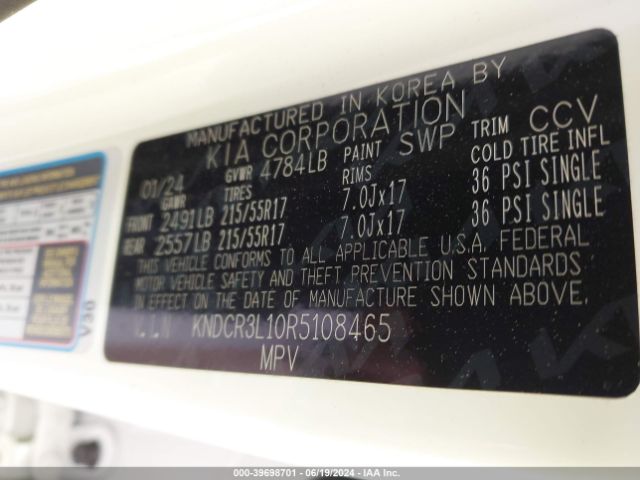 MANUFACTURED IN KOREA BY
KIA CORPORATION
01/24 GVWR 4784LB PAINT SWP TRIM CCV
GAWR TIRES RIMS COLD TIRE INFL
FRONT 2491LB 215/55R17 7.0Jx17 36 PSI SINGLE
REAR 2557LB 215/55R17 7.0Jx17 36 PSI SINGLE
THIS VEHICLE CONFORMS TO ALL APPLICABLE U.S.A. FEDERAL
MOTOR VEHICLE SAFETY AND THEFT PREVENTION STANDARDS
IN EFFECT ON THE DATE OF MANUFACTURE SHOWN ABOVE.
V.I.N KNDCR3L10R5108465
MPV
V30
000-39698701 - 06/19/2024 - IAA Inc.